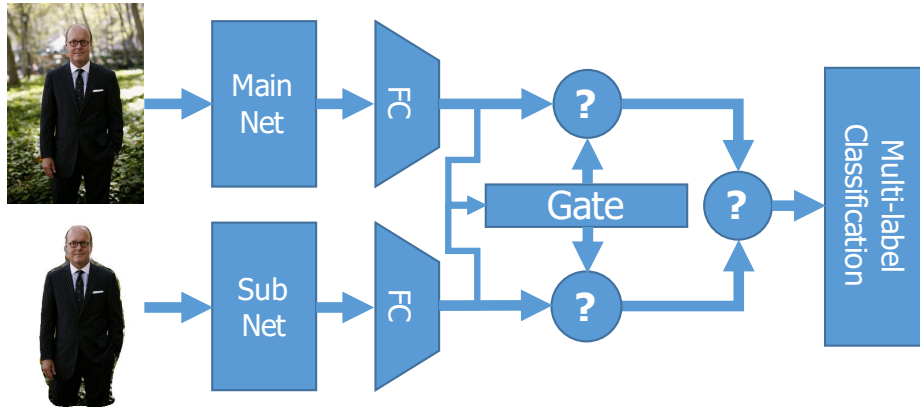 Main
Net
FC
?
Gate
?
Multi-label
Classification
Sub
Net
FC
?